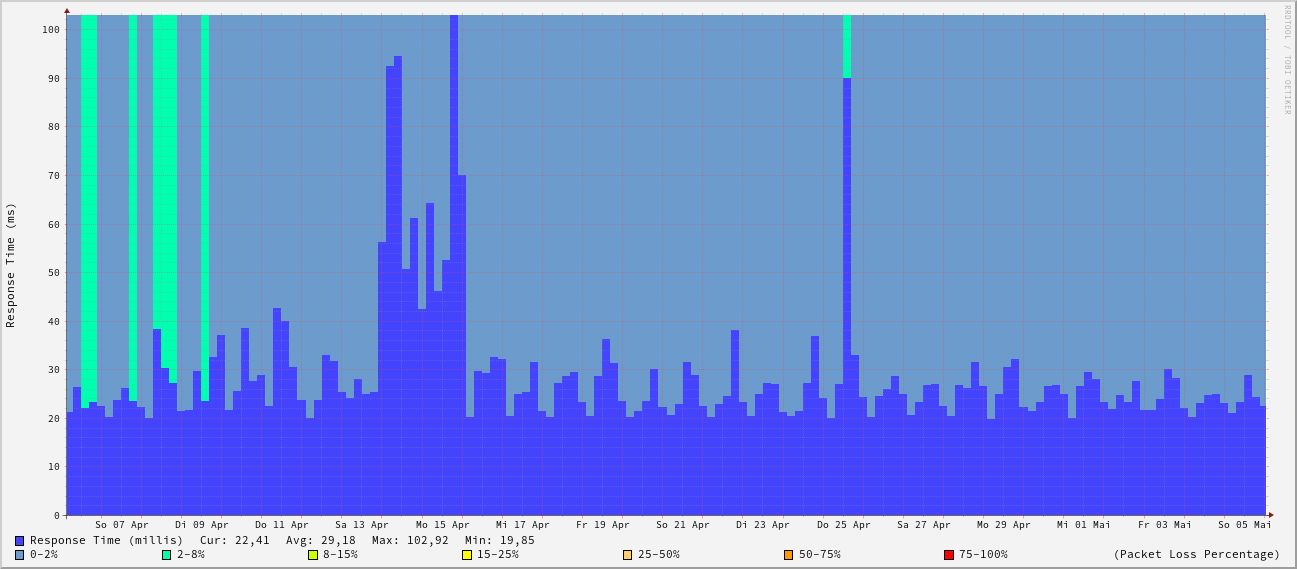 RRDTOOL / TOBI OETIKER
Response Time (ms)
100
90
80
70
60
50
40
30
20
10
0
So 07 Apr Di 09 Apr Do 11 Apr Sa 13 Apr Mo 15 Apr Mi 17 Apr Fr 19 Apr So 21 Apr Di 23 Apr Do 25 Apr Sa 27 Apr Mo 29 Apr Mi 01 Mai Fr 03 Mai So 05 Mai
Response Time (millis) Cur: 22,41 Avg: 29,18 Max: 102,92 Min: 19,85
0-2% 2-8% 8-15% 15-25% 25-50% 50-75% 75-100% (Packet Loss Percentage)